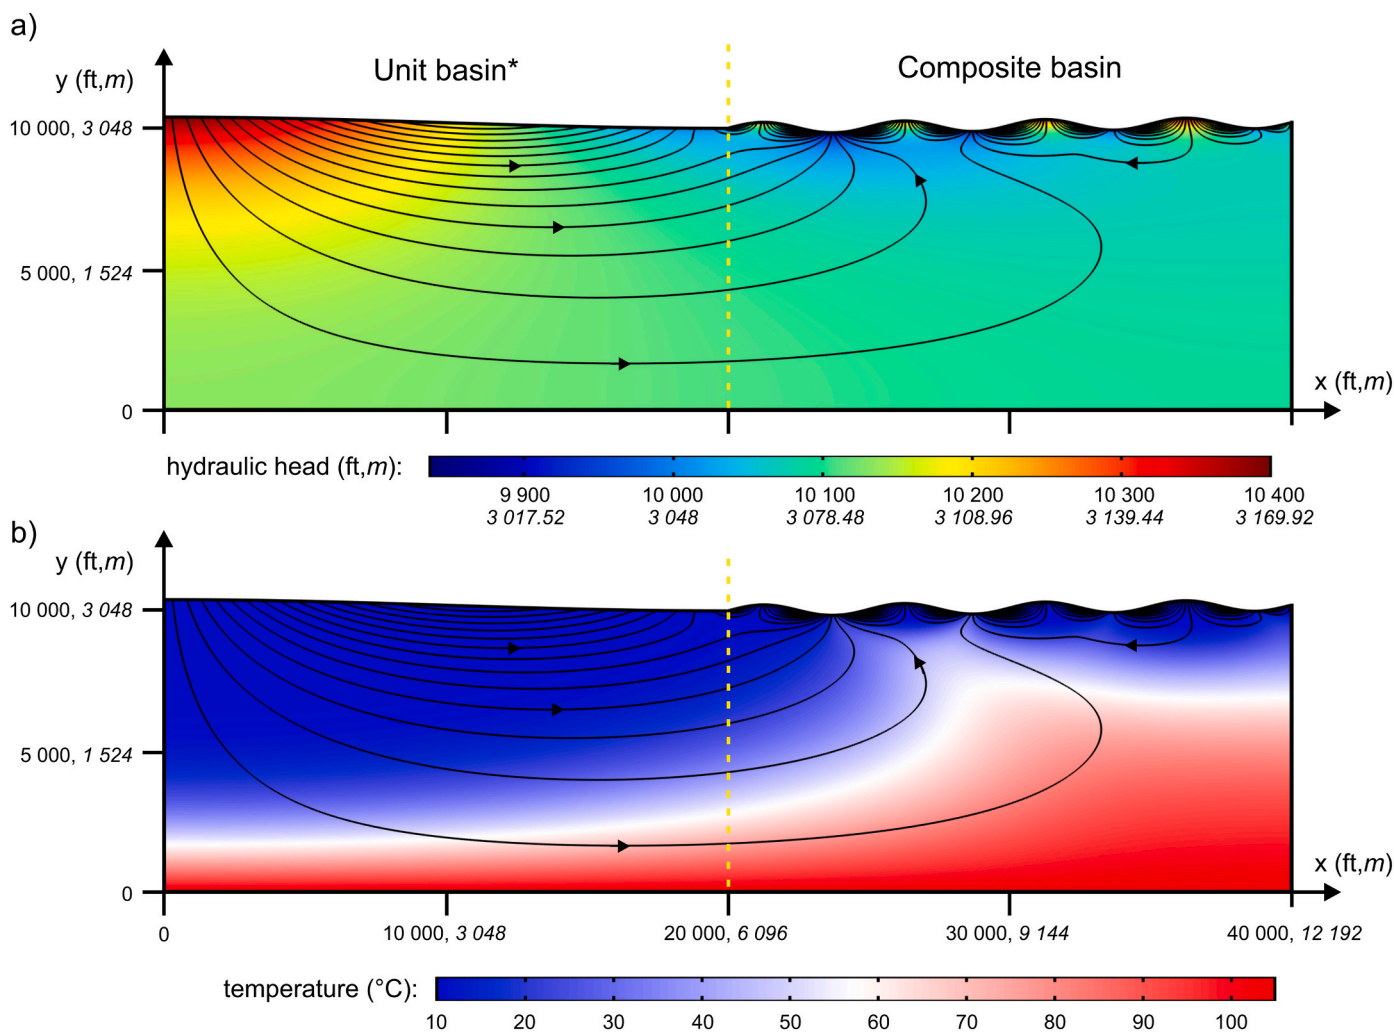 a)
Unit basin*
Composite basin
y (ft,m)
10 000, 3 048
5 000, 1 524
0
x (ft,m)
hydraulic head (ft,m):
9 900 10 000 10 100 10 200 10 300 10 400
3 017.52 3 048 3 078.48 3 108.96 3 139.44 3 169.92
b)
y (ft,m)
10 000, 3 048
5 000, 1 524
0
x (ft,m)
0 10 000, 3 048 20 000, 6 096 30 000, 9 144 40 000, 12 192
temperature (°C):
10 20 30 40 50 60 70 80 90 100